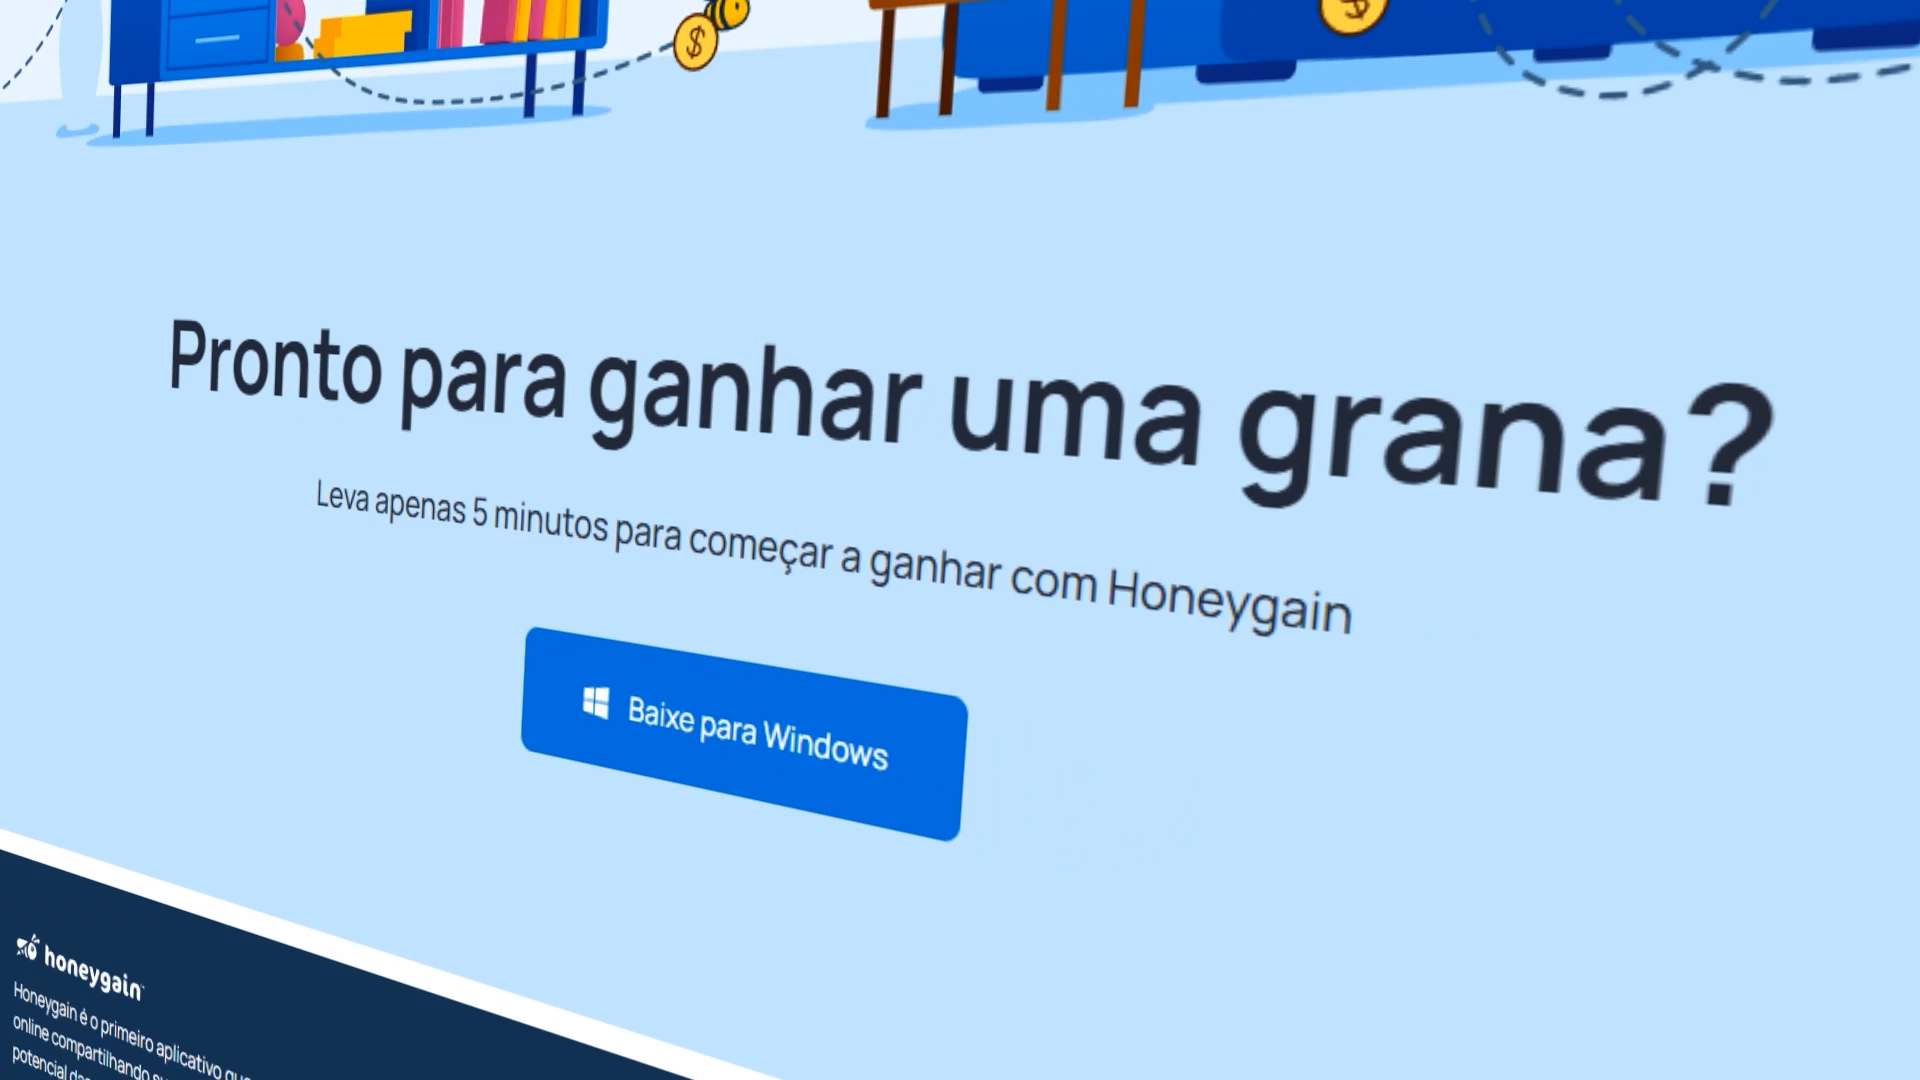 Pronto para ganhar uma grana?
Leva apenas 5 minutos para começar a ganhar com Honeygain
Baixe para Windows
honeygain
Honeygain é o primeiro aplicativo
online compartilhando
potencial